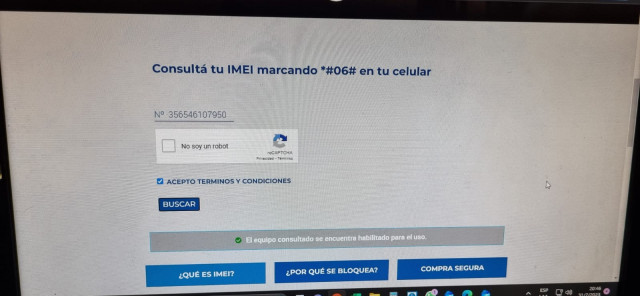 Consultá tu IMEI marcando *#06# en tu celular
Nº 356546107950
No soy un robot
reCAPTCHA
Privacidad - Términos
ACEPTO TERMINOS Y CONDICIONES
BUSCAR
El equipo consultado se encuentra habilitado para el uso.
¿QUÉ ES IMEI?
¿POR QUÉ SE BLOQUEA?
COMPRA SEGURA
ESP
20:46